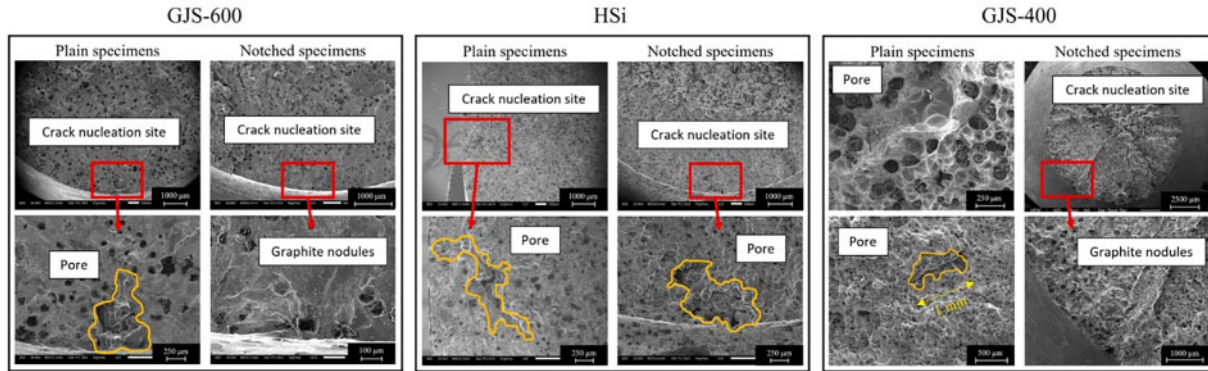 GJS-600
HSi
GJS-400
Plain specimens
Notched specimens
Crack nucleation site
1000 µm
Crack nucleation site
1000 µm
Pore
250 µm
Graphite nodules
100 µm
Plain specimens
Notched specimens
Crack nucleation site
1000 µm
Crack nucleation site
1000 µm
Pore
250 µm
Pore
250 µm
Plain specimens
Notched specimens
Pore
250 µm
Crack nucleation site
2500 µm
Pore
1 mm
500 µm
Graphite nodules
1000 µm